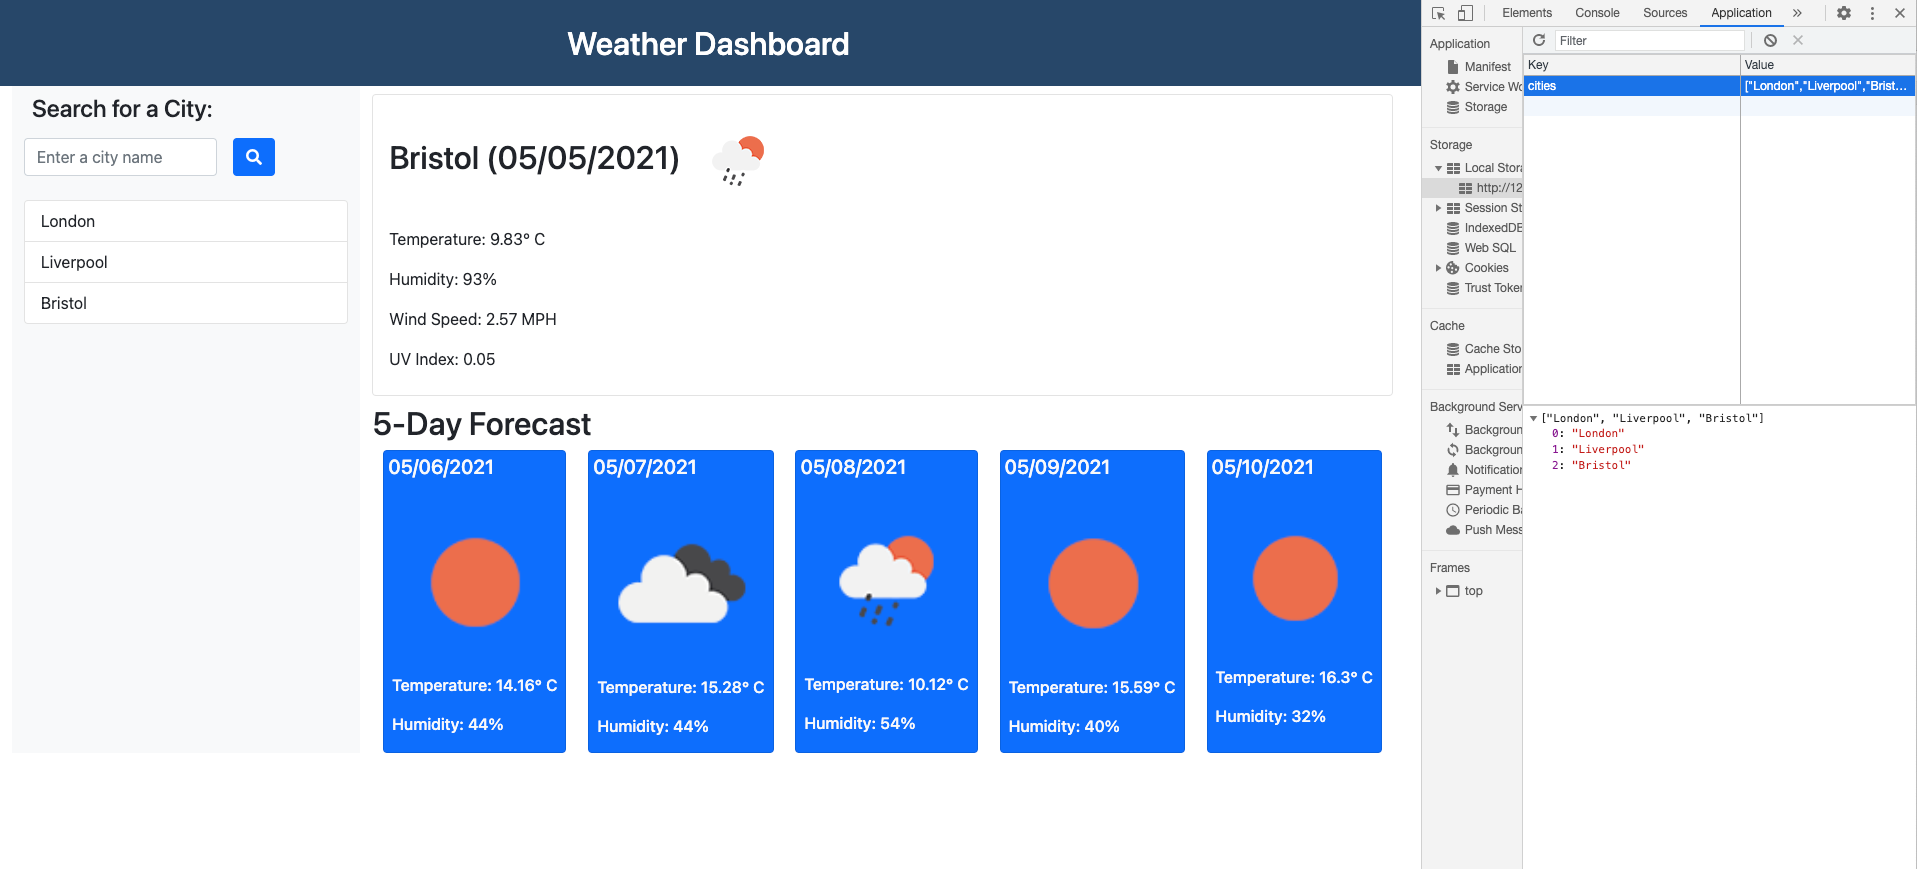 Weather Dashboard
Search for a City:
Enter a city name
London
Liverpool
Bristol
Bristol (05/05/2021)
Temperature: 9.83° C
Humidity: 93%
Wind Speed: 2.57 MPH
UV Index: 0.05
5-Day Forecast
05/06/2021
Temperature: 14.16° C
Humidity: 44%
05/07/2021
Temperature: 15.28° C
Humidity: 44%
05/08/2021
Temperature: 10.12° C
Humidity: 54%
05/09/2021
Temperature: 15.59° C
Humidity: 40%
05/10/2021
Temperature: 16.3° C
Humidity: 32%
Elements Console Sources Application »
Application
Manifest
Service Wo
Storage
Storage
Local Stora
http://12
Session St
IndexedDB
Web SQL
Cookies
Trust Token
Cache
Cache Sto
Application
Background Serv
Backgroun
Backgroun
Notification
Payment H
Periodic Ba
Push Mess
Frames
top
Filter
Key Value
cities ["London","Liverpool","Brist…
["London", "Liverpool", "Bristol"]
0: "London"
1: "Liverpool"
2: "Bristol"